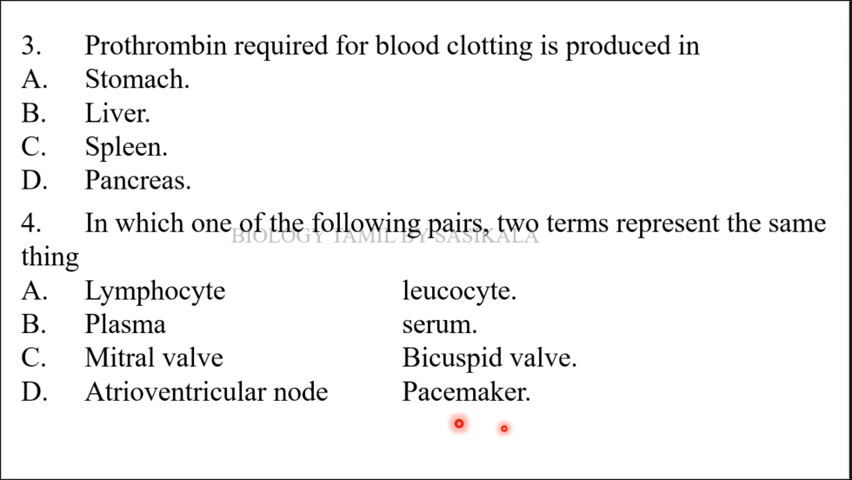 3. Prothrombin required for blood clotting is produced in
A. Stomach.
B. Liver.
C. Spleen.
D. Pancreas.
4. In which one of the following pairs, two terms represent the same
BIOLOGY TAMIL BY SASIKALA
thing
A. Lymphocyte leucocyte.
B. Plasma serum.
C. Mitral valve Bicuspid valve.
D. Atrioventricular node Pacemaker.